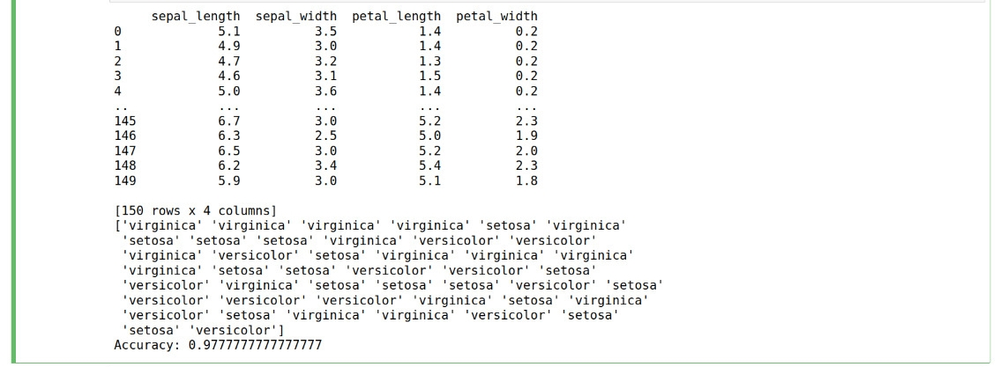 sepal_length sepal_width petal_length petal_width
0 5.1 3.5 1.4 0.2
1 4.9 3.0 1.4 0.2
2 4.7 3.2 1.3 0.2
3 4.6 3.1 1.5 0.2
4 5.0 3.6 1.4 0.2
.. ... ... ... ...
145 6.7 3.0 5.2 2.3
146 6.3 2.5 5.0 1.9
147 6.5 3.0 5.2 2.0
148 6.2 3.4 5.4 2.3
149 5.9 3.0 5.1 1.8
[150 rows x 4 columns]
['virginica' 'virginica' 'virginica' 'virginica' 'setosa' 'virginica'
'setosa' 'setosa' 'setosa' 'virginica' 'versicolor' 'versicolor'
'virginica' 'versicolor' 'setosa' 'virginica' 'virginica' 'virginica'
'virginica' 'setosa' 'setosa' 'versicolor' 'versicolor' 'setosa'
'versicolor' 'virginica' 'setosa' 'setosa' 'setosa' 'versicolor' 'setosa'
'versicolor' 'versicolor' 'versicolor' 'virginica' 'setosa' 'virginica'
'versicolor' 'setosa' 'virginica' 'virginica' 'versicolor' 'setosa'
'setosa' 'versicolor']
Accuracy: 0.9777777777777777